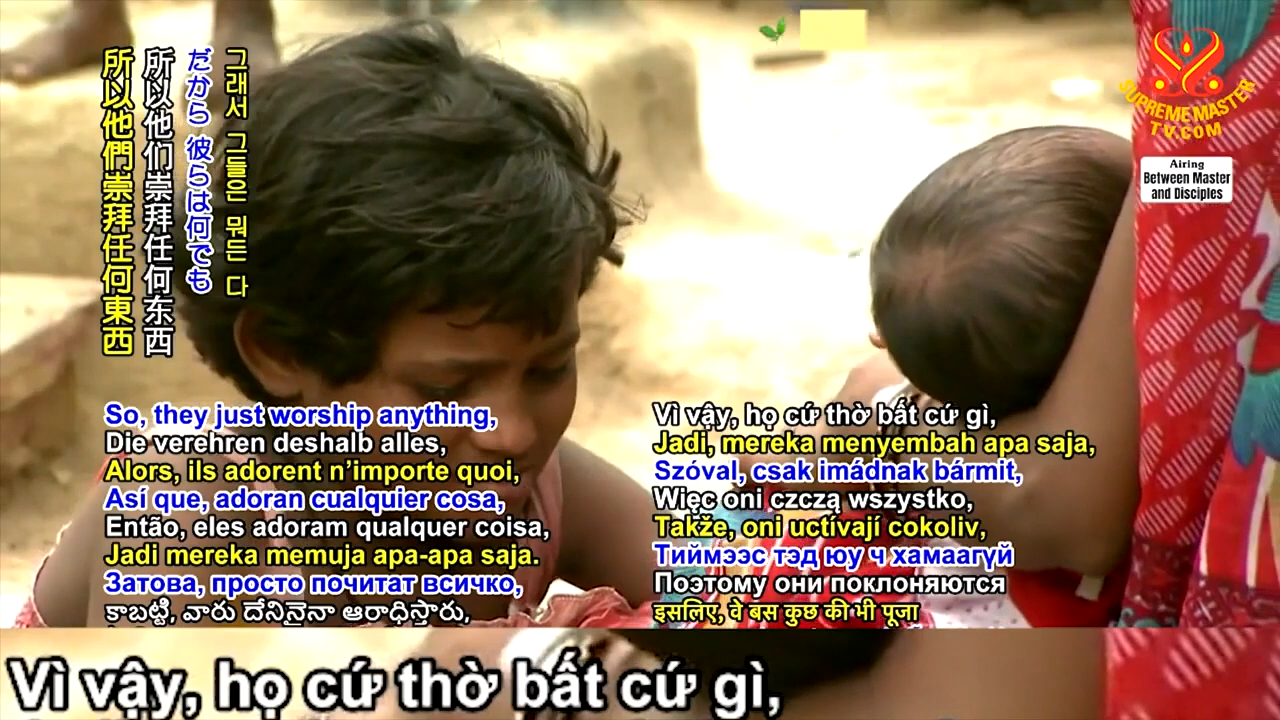 그래서 그들은 뭐든 다
だから 彼らは何でも
所以他们崇拜任何东西
所以他們崇拜任何東西
SUPREME MASTER
TV.COM
Airing
Between Master
and Disciples
So, they just worship anything,
Die verehren deshalb alles,
Alors, ils adorent n’importe quoi,
Así que, adoran cualquier cosa,
Então, eles adoram qualquer coisa,
Jadi mereka memuja apa-apa saja.
Затова, просто почитат всичко,
కాబట్టి, వారు దేనినైనా ఆరాధిస్తారు,
Vì vậy, họ cứ thờ bất cứ gì,
Jadi, mereka menyembah apa saja,
Szóval, csak imádnak bármit,
Więc oni czczą wszystko,
Takže, oni uctívají cokoliv,
Тиймээс тэд юу ч хамаагүй
Поэтому они поклоняются
इसलिए, वे बस कुछ की भी पूजा
Vì vậy, họ cứ thờ bất cứ gì,